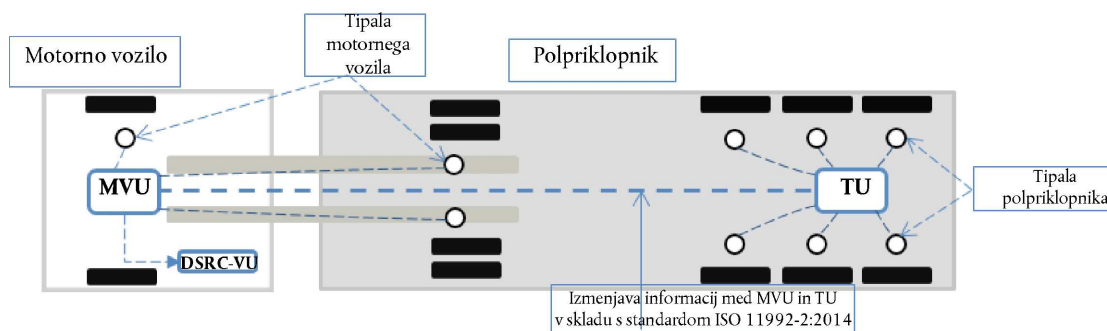 Motorno vozilo
Tipala
motornega
vozila
Polpriklopnik
MVU
TU
Tipala
polpriklopnika
DSRC-VU
Izmenjava informacij med MVU in TU
v skladu s standardom ISO 11992-2:2014